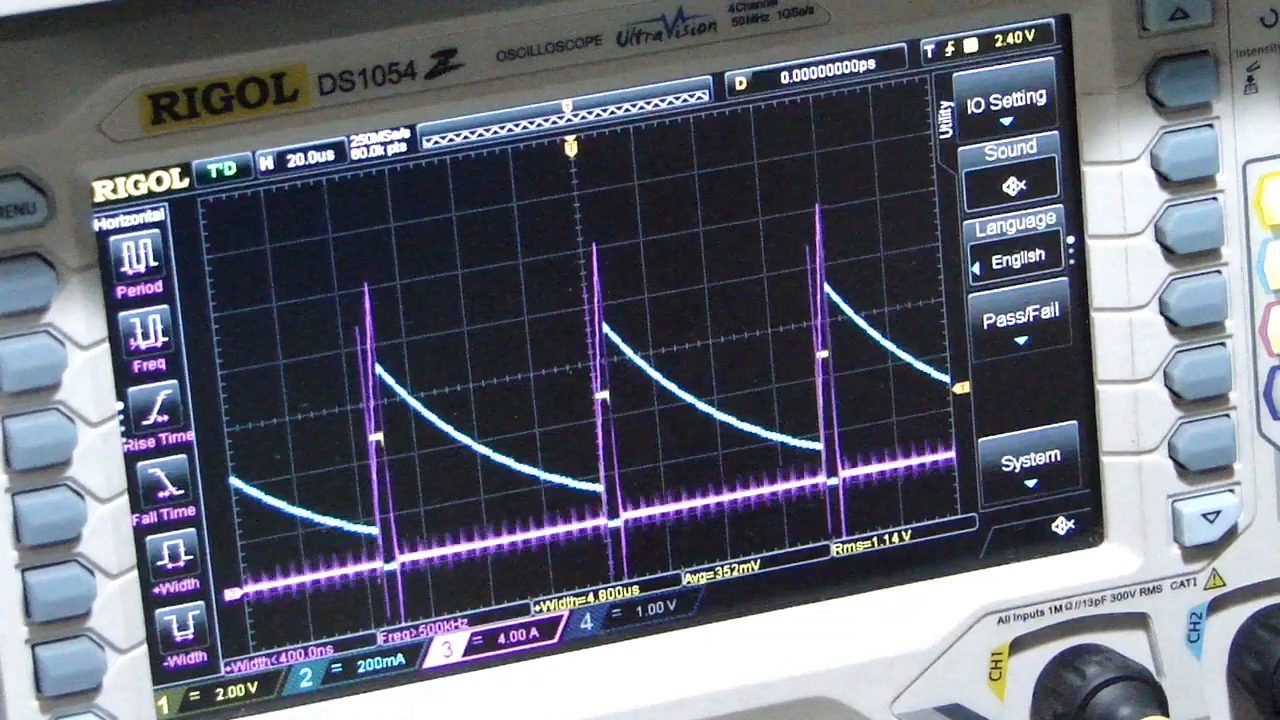 RIGOL DS1054 Z OSCILLOSCOPE UltraVision 4Channel
50MHz 1GSa/s
RIGOL T'D H 20.0us 250MSa/s
60.0k pts
D 0.00000000ps T 2.40 V
Horizontal
Period
Freq
Rise Time
Fall Time
+Width
-Width
Utility
IO Setting
Sound
Language
English
Pass/Fail
System
+Width<400.0ns Freq>500kHz +Width=4.800us Avg=352mV Rms=1.14 V
1 = 2.00 V 2 = 200mA 3 = 4.00 A 4 = 1.00 V
MENU
Intensity
All Inputs 1MΩ//13pF 300V RMS CATI
CH1
CH2